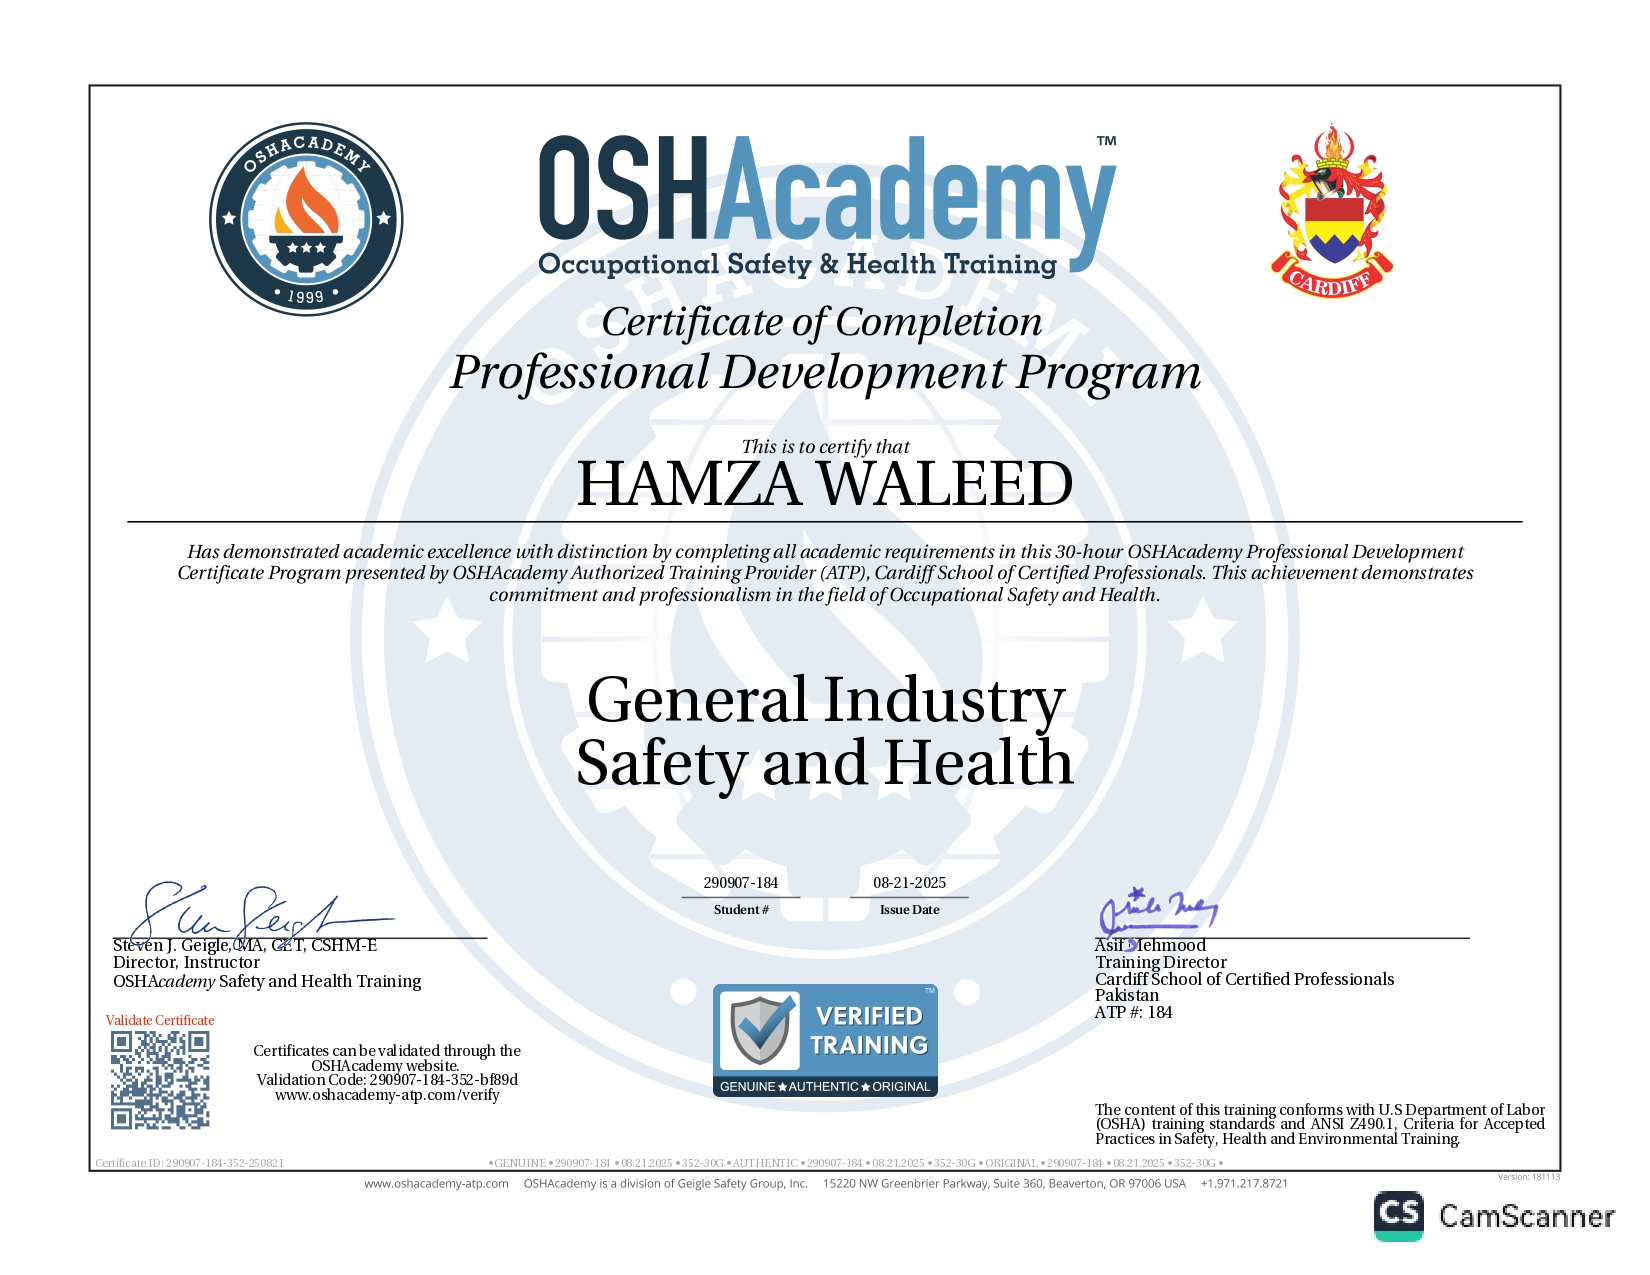 OSHACADEMY
1999
OSHAcademy™
Occupational Safety & Health Training
CARDIFF
Certificate of Completion
Professional Development Program
This is to certify that
HAMZA WALEED
Has demonstrated academic excellence with distinction by completing all academic requirements in this 30-hour OSHAcademy Professional Development
Certificate Program presented by OSHAcademy Authorized Training Provider (ATP), Cardiff School of Certified Professionals. This achievement demonstrates
commitment and professionalism in the field of Occupational Safety and Health.
General Industry
Safety and Health
290907-184
Student #
08-21-2025
Issue Date
Steven J. Geigle, MA, CET, CSHM-E
Director, Instructor
OSHAcademy Safety and Health Training
Asif Mehmood
Training Director
Cardiff School of Certified Professionals
Pakistan
ATP #: 184
Validate Certificate
Certificates can be validated through the
OSHAcademy website.
Validation Code: 290907-184-352-bf89d
www.oshacademy-atp.com/verify
VERIFIED
TRAINING
™
GENUINE★AUTHENTIC★ORIGINAL
The content of this training conforms with U.S Department of Labor
(OSHA) training standards and ANSI Z490.1, Criteria for Accepted
Practices in Safety, Health and Environmental Training.
Certificate ID: 290907-184-352-250821
•GENUINE•290907-184•08.21.2025•352-30G•AUTHENTIC•290907-184•08.21.2025•352-30G•ORIGINAL•290907-184•08.21.2025•352-30G•
Version: 181113
www.oshacademy-atp.com OSHAcademy is a division of Geigle Safety Group, Inc. 15220 NW Greenbrier Parkway, Suite 360, Beaverton, OR 97006 USA +1.971.217.8721
CS CamScanner